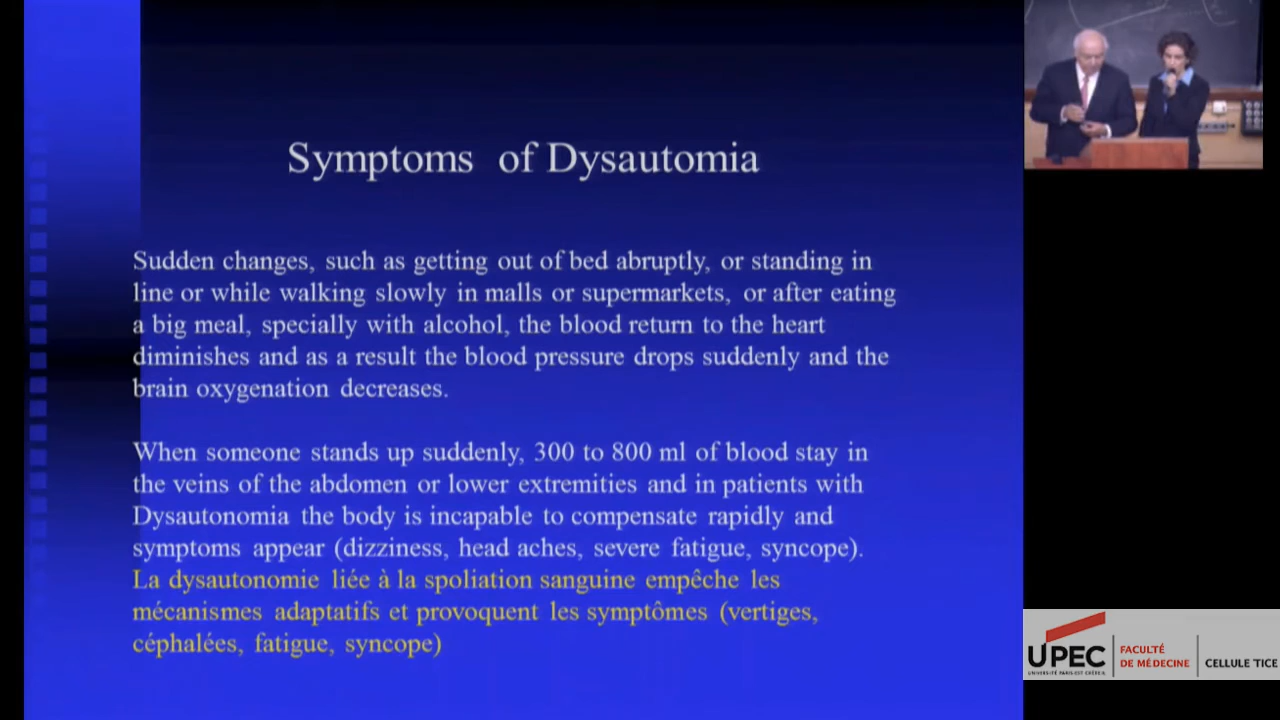 Symptoms of Dysautomia
Sudden changes, such as getting out of bed abruptly, or standing in
line or while walking slowly in malls or supermarkets, or after eating
a big meal, specially with alcohol, the blood return to the heart
diminishes and as a result the blood pressure drops suddenly and the
brain oxygenation decreases.
When someone stands up suddenly, 300 to 800 ml of blood stay in
the veins of the abdomen or lower extremities and in patients with
Dysautonomia the body is incapable to compensate rapidly and
symptoms appear (dizziness, head aches, severe fatigue, syncope).
La dysautonomie liée à la spoliation sanguine empêche les
mécanismes adaptatifs et provoquent les symptômes (vertiges,
céphalées, fatigue, syncope)
UPEC
UNIVERSITÉ PARIS-EST CRÉTEIL
FACULTÉ
DE MÉDECINE
CELLULE TICE